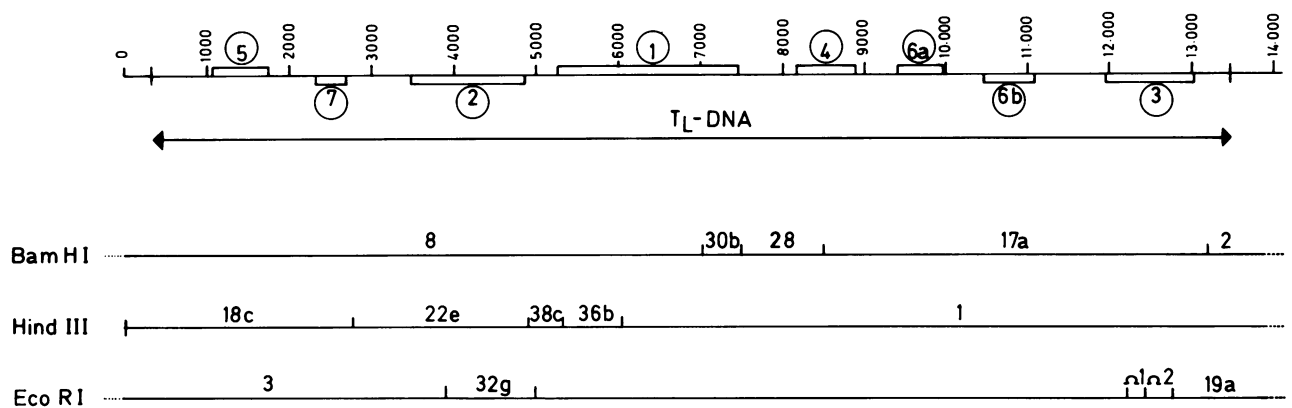 0 1000 2000 3000 4000 5000 6000 7000 8000 9000 10.000 11.000 12.000 13.000 14.000
5 1 4 6a
7 2 6b 3
TL-DNA
Bam HI 8 30b 28 17a 2
Hind III 18c 22e 38c 36b 1
Eco RI 3 32g Ω1 Ω2 19a